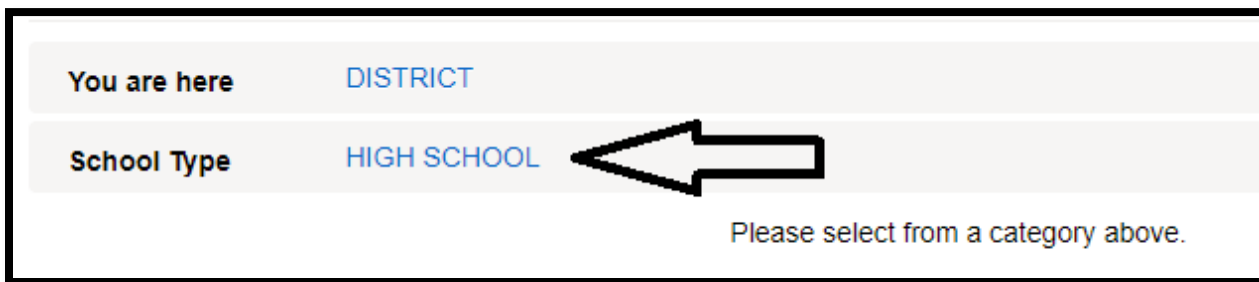 You are here DISTRICT
School Type HIGH SCHOOL
Please select from a category above.